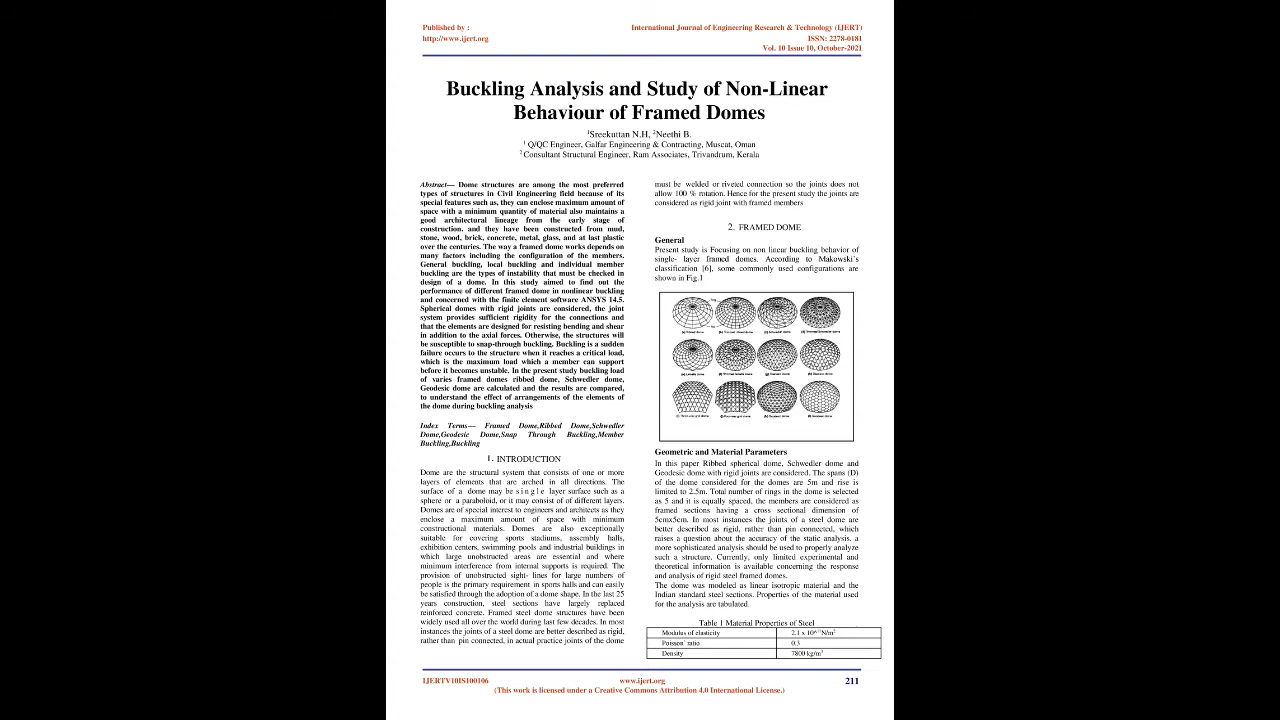 Published by :
http://www.ijert.org
International Journal of Engineering Research & Technology (IJERT)
ISSN: 2278-0181
Vol. 10 Issue 10, October-2021
Buckling Analysis and Study of Non-Linear
Behaviour of Framed Domes
1Sreekuttan N.H, 2Neethi B.
1 Q/QC Engineer, Galfar Engineering & Contracting, Muscat, Oman
2 Consultant Structural Engineer, Ram Associates, Trivandrum, Kerala
Abstract— Dome structures are among the most preferred
types of structures in Civil Engineering field because of its
special features such as, they can enclose maximum amount of
space with a minimum quantity of material also maintains a
good architectural lineage from the early stage of
construction. and they have been constructed from mud,
stone, wood, brick, concrete, metal, glass, and at last plastic
over the centuries. The way a framed dome works depends on
many factors including the configuration of the members.
General buckling, local buckling and individual member
buckling are the types of instability that must be checked in
design of a dome. In this study aimed to find out the
performance of different framed dome in nonlinear buckling
and concerned with the finite element software ANSYS 14.5.
Spherical domes with rigid joints are considered, the joint
system provides sufficient rigidity for the connections and
that the elements are designed for resisting bending and shear
in addition to the axial forces. Otherwise, the structures will
be susceptible to snap-through buckling. Buckling is a sudden
failure occurs to the structure when it reaches a critical load,
which is the maximum load which a member can support
before it becomes unstable. In the present study buckling load
of varies framed domes ribbed dome, Schwedler dome,
Geodesic dome are calculated and the results are compared,
to understand the effect of arrangements of the elements of
the dome during buckling analysis
Index Terms— Framed Dome,Ribbed Dome,Schwedler
Dome,Geodesic Dome,Snap Through Buckling,Member
Buckling,Buckling
1. INTRODUCTION
Dome are the structural system that consists of one or more
layers of elements that are arched in all directions. The
surface of a dome may be single layer surface such as a
sphere or a paraboloid, or it may consist of of different layers.
Domes are of special interest to engineers and architects as they
enclose a maximum amount of space with minimum
constructional materials. Domes are also exceptionally
suitable for covering sports stadiums, assembly halls,
exhibition centers, swimming pools and industrial buildings in
which large unobstructed areas are essential and where
minimum interference from internal supports is required. The
provision of unobstructed sight- lines for large numbers of
people is the primary requirement in sports halls and can easily
be satisfied through the adoption of a dome shape. In the last 25
years construction, steel sections have largely replaced
reinforced concrete. Framed steel dome structures have been
widely used all over the world during last few decades. In most
instances the joints of a steel dome are better described as rigid,
rather than pin connected, in actual practice joints of the dome
must be welded or riveted connection so the joints does not
allow 100 % rotation. Hence for the present study the joints are
considered as rigid joint with framed members
2. FRAMED DOME
General
Present study is Focusing on non linear buckling behavior of
single- layer framed domes. According to Makowski's
classification [6], some commonly used configurations are
shown in Fig.1
Geometric and Material Parameters
In this paper Ribbed spherical dome, Schwedler dome and
Geodesic dome with rigid joints are considered. The spans (D)
of the dome considered for the domes are 5m and rise is
limited to 2.5m. Total number of rings in the dome is selected
as 5 and it is equally spaced, the members are considered as
framed sections having a cross sectional dimension of
5cmx5cm. In most instances the joints of a steel dome are
better described as rigid, rather than pin connected, which
raises a question about the accuracy of the static analysis. a
more sophisticated analysis should be used to properly analyze
such a structure. Currently, only limited experimental and
theoretical information is available concerning the response
and analysis of rigid steel framed domes.
The dome was modeled as linear isotropic material and the
Indian standard steel sections. Properties of the material used
for the analysis are tabulated.
Table 1 Material Properties of Steel
Modulus of elasticity
Poisson' ratio 0.3
Density 7800 kg/m3
IJERTV10IS100106 www.ijert.org 211
(This work is licensed under a Creative Commons Attribution 4.0 International License.)